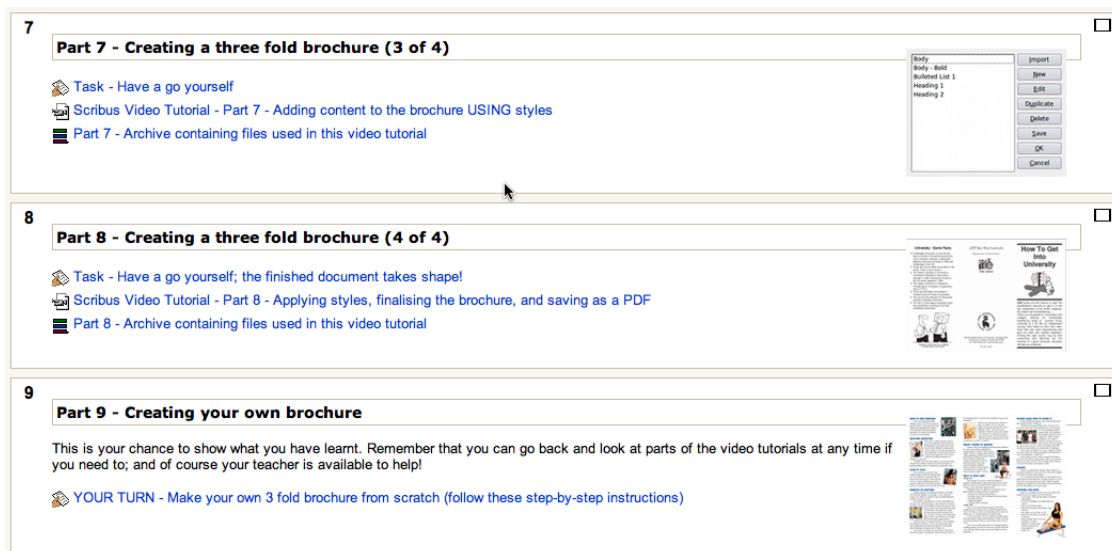 7
Part 7 - Creating a three fold brochure (3 of 4)
Task - Have a go yourself
Scribus Video Tutorial - Part 7 - Adding content to the brochure USING styles
Part 7 - Archive containing files used in this video tutorial
Body
Body - Bold
Bulleted List 1
Heading 1
Heading 2
Import
New
Edit
Duplicate
Delete
Save
OK
Cancel
8
Part 8 - Creating a three fold brochure (4 of 4)
Task - Have a go yourself; the finished document takes shape!
Scribus Video Tutorial - Part 8 - Applying styles, finalising the brochure, and saving as a PDF
Part 8 - Archive containing files used in this video tutorial
How To Get
Into
University
9
Part 9 - Creating your own brochure
This is your chance to show what you have learnt. Remember that you can go back and look at parts of the video tutorials at any time if
you need to; and of course your teacher is available to help!
YOUR TURN - Make your own 3 fold brochure from scratch (follow these step-by-step instructions)